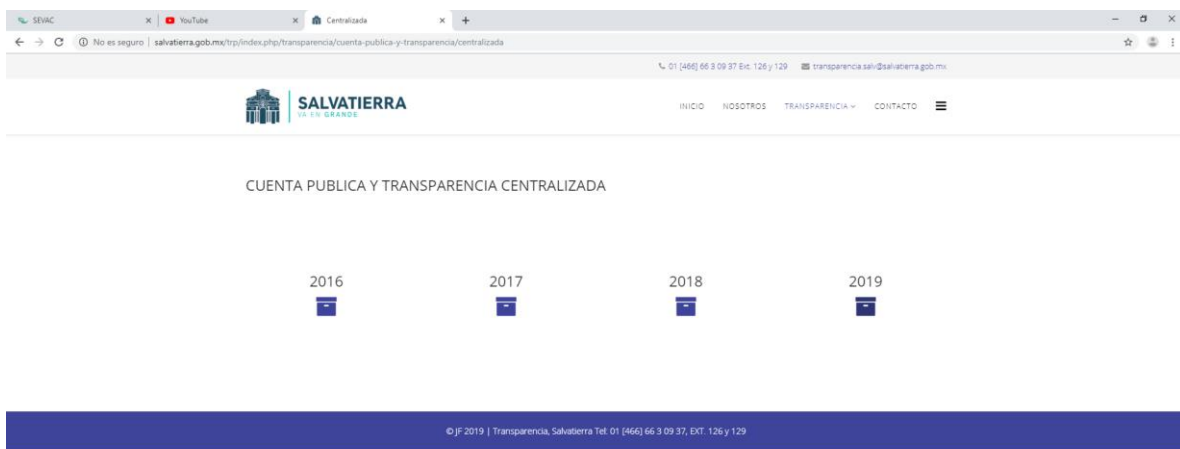 SEVAC
YouTube
Centralizada
No es seguro | salvatierra.gob.mx/trp/index.php/transparencia/cuenta-publica-y-transparencia/centralizada
01 [466] 66 3 09 37 Ext. 126 y 129 transparencia.salv@salvatierra.gob.mx
SALVATIERRA
VA EN GRANDE
INICIO NOSOTROS TRANSPARENCIA CONTACTO
CUENTA PUBLICA Y TRANSPARENCIA CENTRALIZADA
2016 2017 2018 2019
© JF 2019 | Transparencia, Salvatierra Tel: 01 [466] 66 3 09 37, EXT. 126 y 129